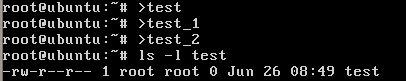 root@ubuntu:~# >test
root@ubuntu:~# >test_1
root@ubuntu:~# >test_2
root@ubuntu:~# ls -l test
-rw-r--r-- 1 root root 0 Jun 26 08:49 test